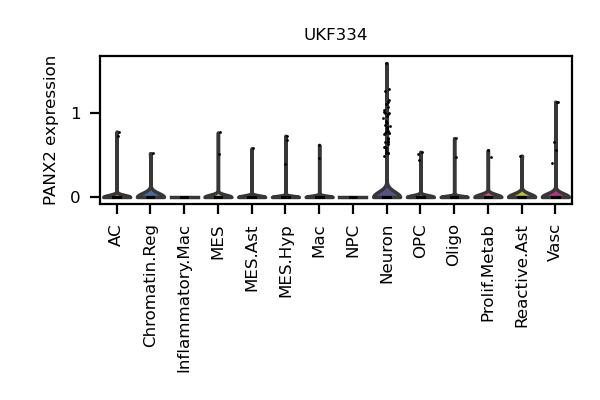 UKF334
PANX2 expression
1
0
AC
Chromatin.Reg
Inflammatory.Mac
MES
MES.Ast
MES.Hyp
Mac
NPC
Neuron
OPC
Oligo
Prolif.Metab
Reactive.Ast
Vasc